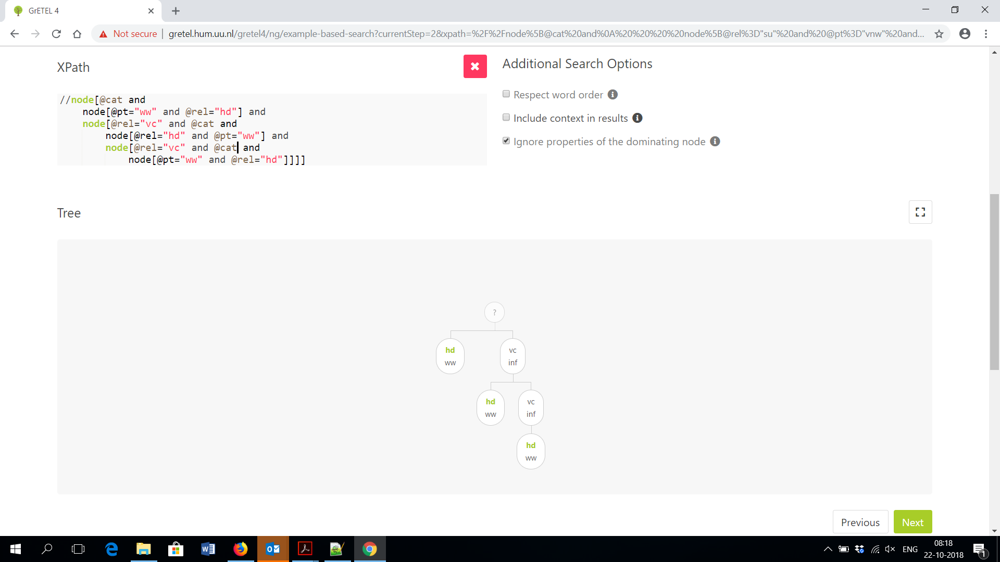 GrETEL 4
Not secure | gretel.hum.uu.nl/gretel4/ng/example-based-search?currentStep=2&xpath=%2F%2Fnode%5B@cat%20and%0A%20%20%20%20node%5B@rel%3D"su"%20and%20@pt%3D"vnw"%20and...
XPath
//node[@cat and
node[@pt="ww" and @rel="hd"] and
node[@rel="vc" and @cat and
node[@rel="hd" and @pt="ww"] and
node[@rel="vc" and @cat and
node[@pt="ww" and @rel="hd"]]]]
Additional Search Options
Respect word order
Include context in results
Ignore properties of the dominating node
Tree
?
hd
ww
vc
inf
hd
ww
vc
inf
hd
ww
Previous
Next
ENG
08:18
22-10-2018
1